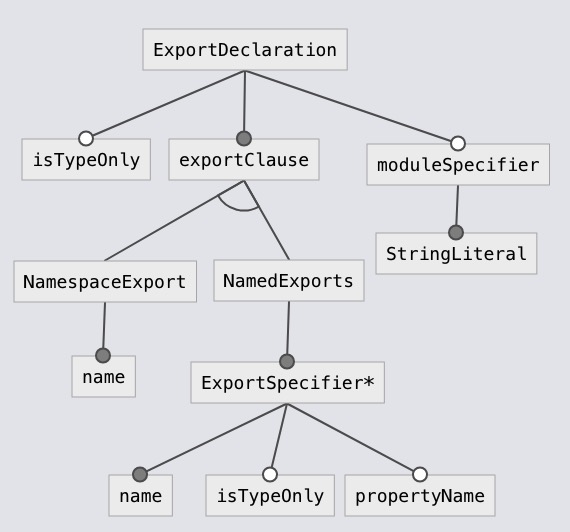 ExportDeclaration
isTypeOnly
exportClause
moduleSpecifier
StringLiteral
NamespaceExport
NamedExports
name
ExportSpecifier*
name
isTypeOnly
propertyName